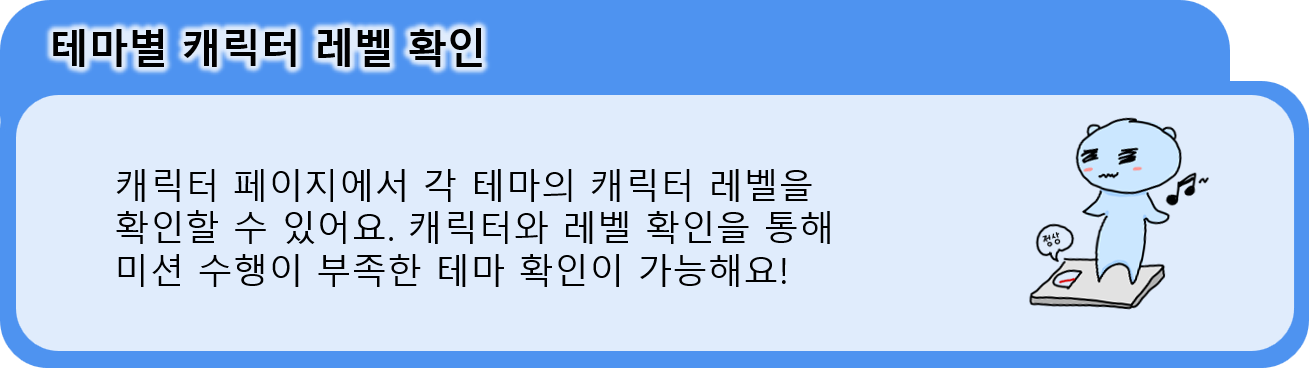 테마별 캐릭터 레벨 확인
캐릭터 페이지에서 각 테마의 캐릭터 레벨을
확인할 수 있어요. 캐릭터와 레벨 확인을 통해
미션 수행이 부족한 테마 확인이 가능해요!
정상